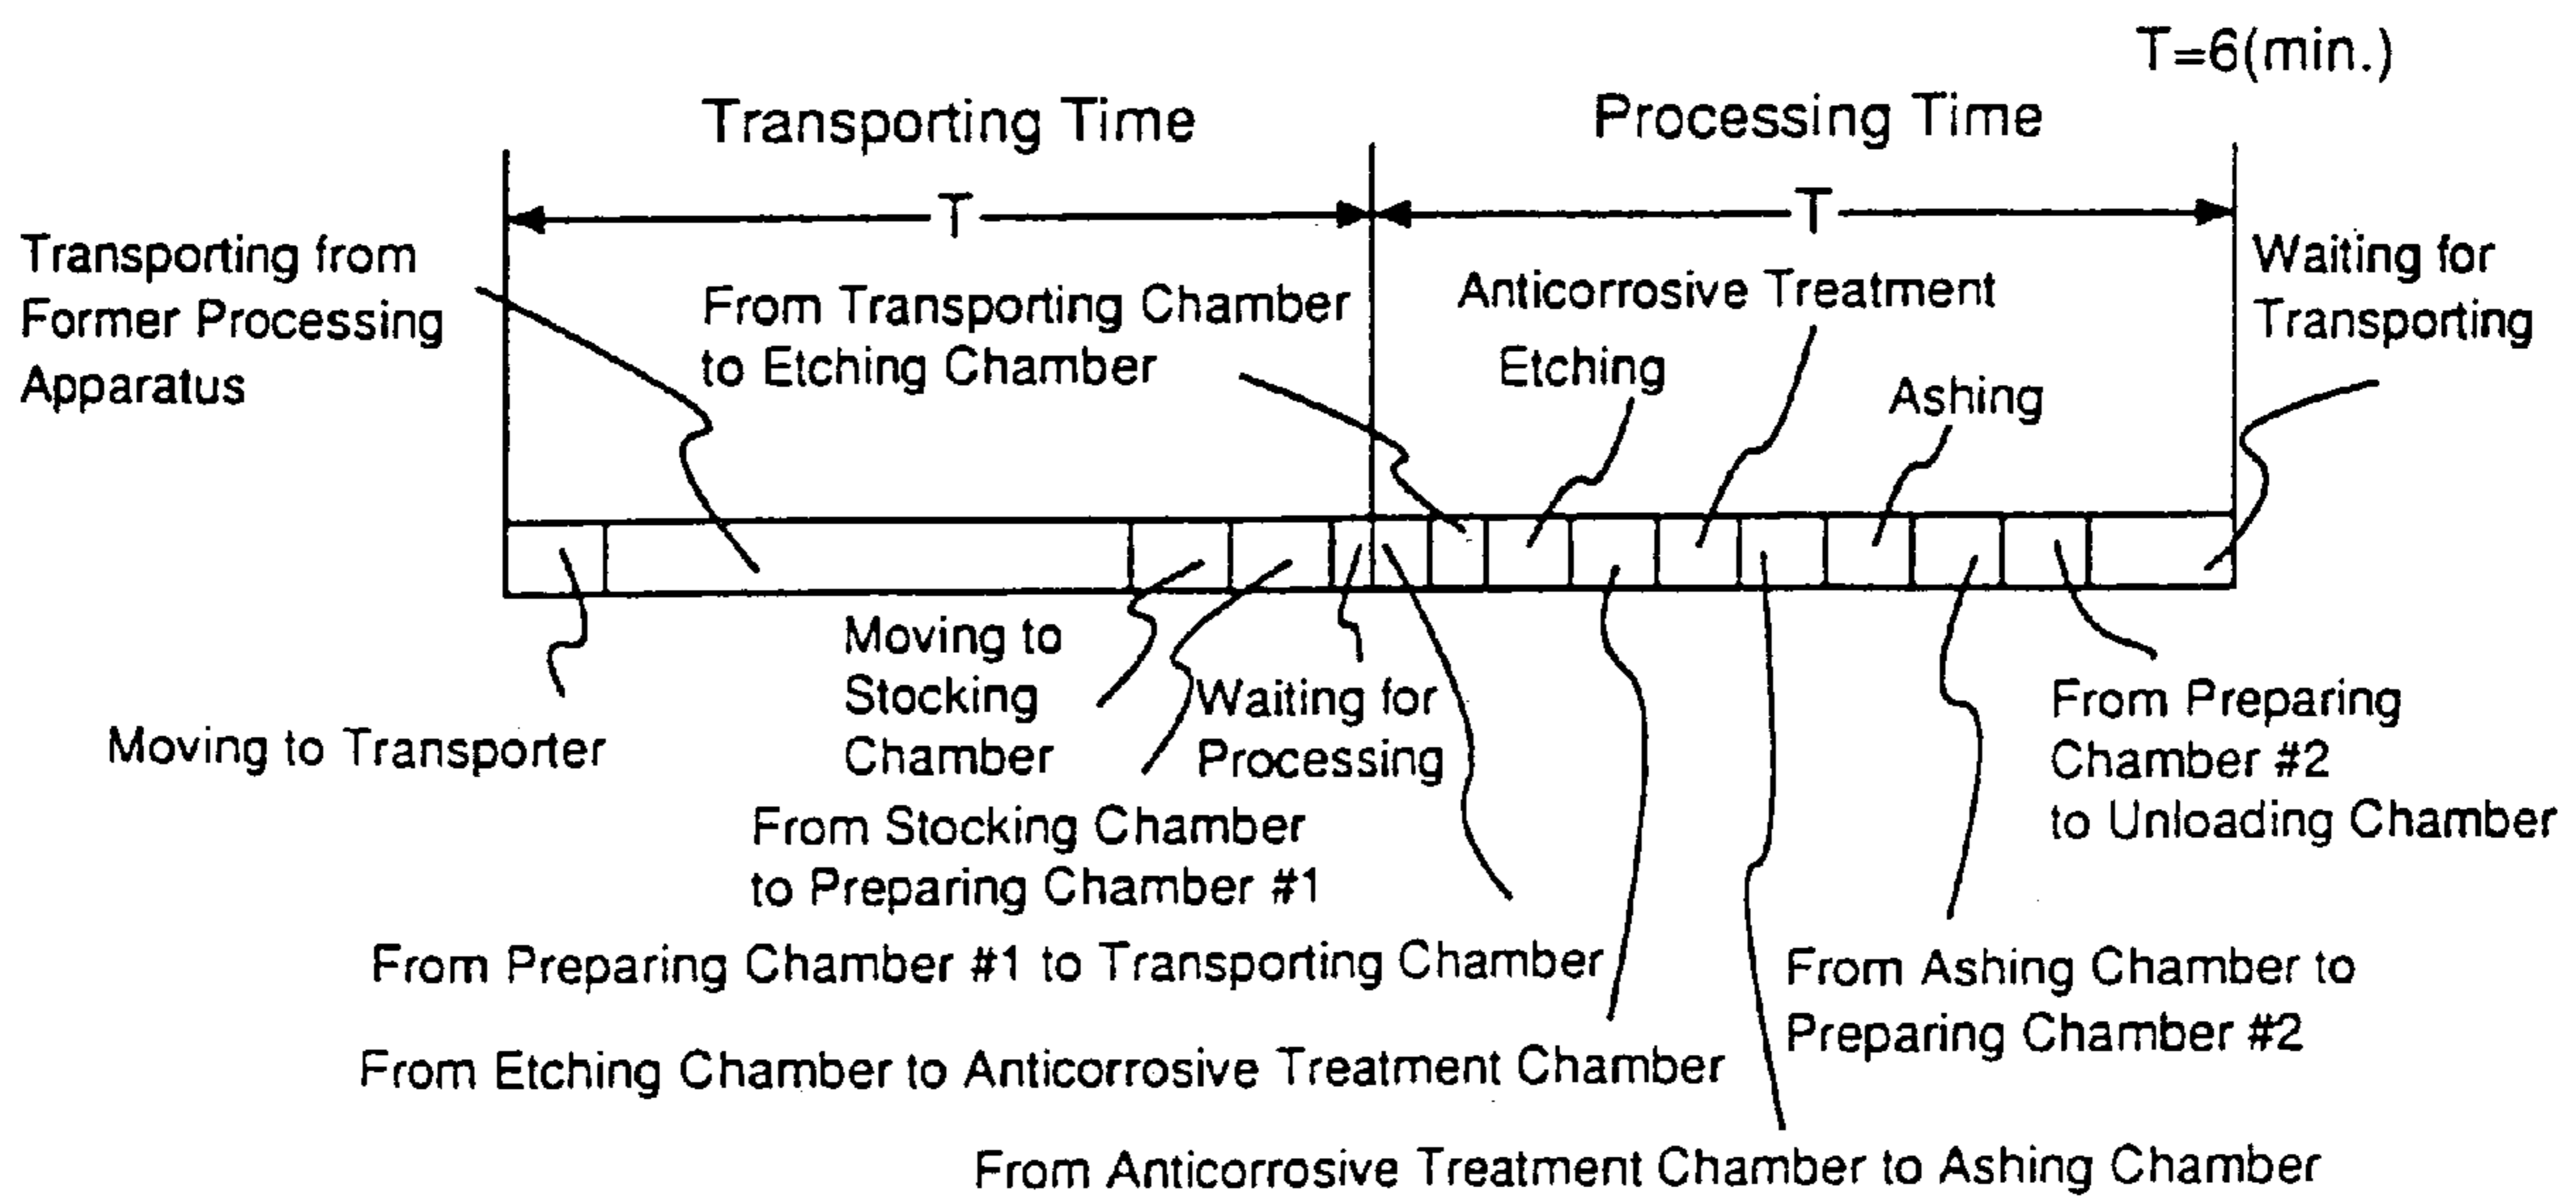 T=6(min.)
Transporting Time
Processing Time
T
T
Transporting from
Former Processing
Apparatus
From Transporting Chamber
to Etching Chamber
Anticorrosive Treatment
Etching
Ashing
Waiting for
Transporting
Moving to Transporter
Moving to
Stocking
Chamber
Waiting for
Processing
From Stocking Chamber
to Preparing Chamber #1
From Preparing Chamber #1 to Transporting Chamber
From Etching Chamber to Anticorrosive Treatment Chamber
From Anticorrosive Treatment Chamber to Ashing Chamber
From Ashing Chamber to
Preparing Chamber #2
From Preparing
Chamber #2
to Unloading Chamber